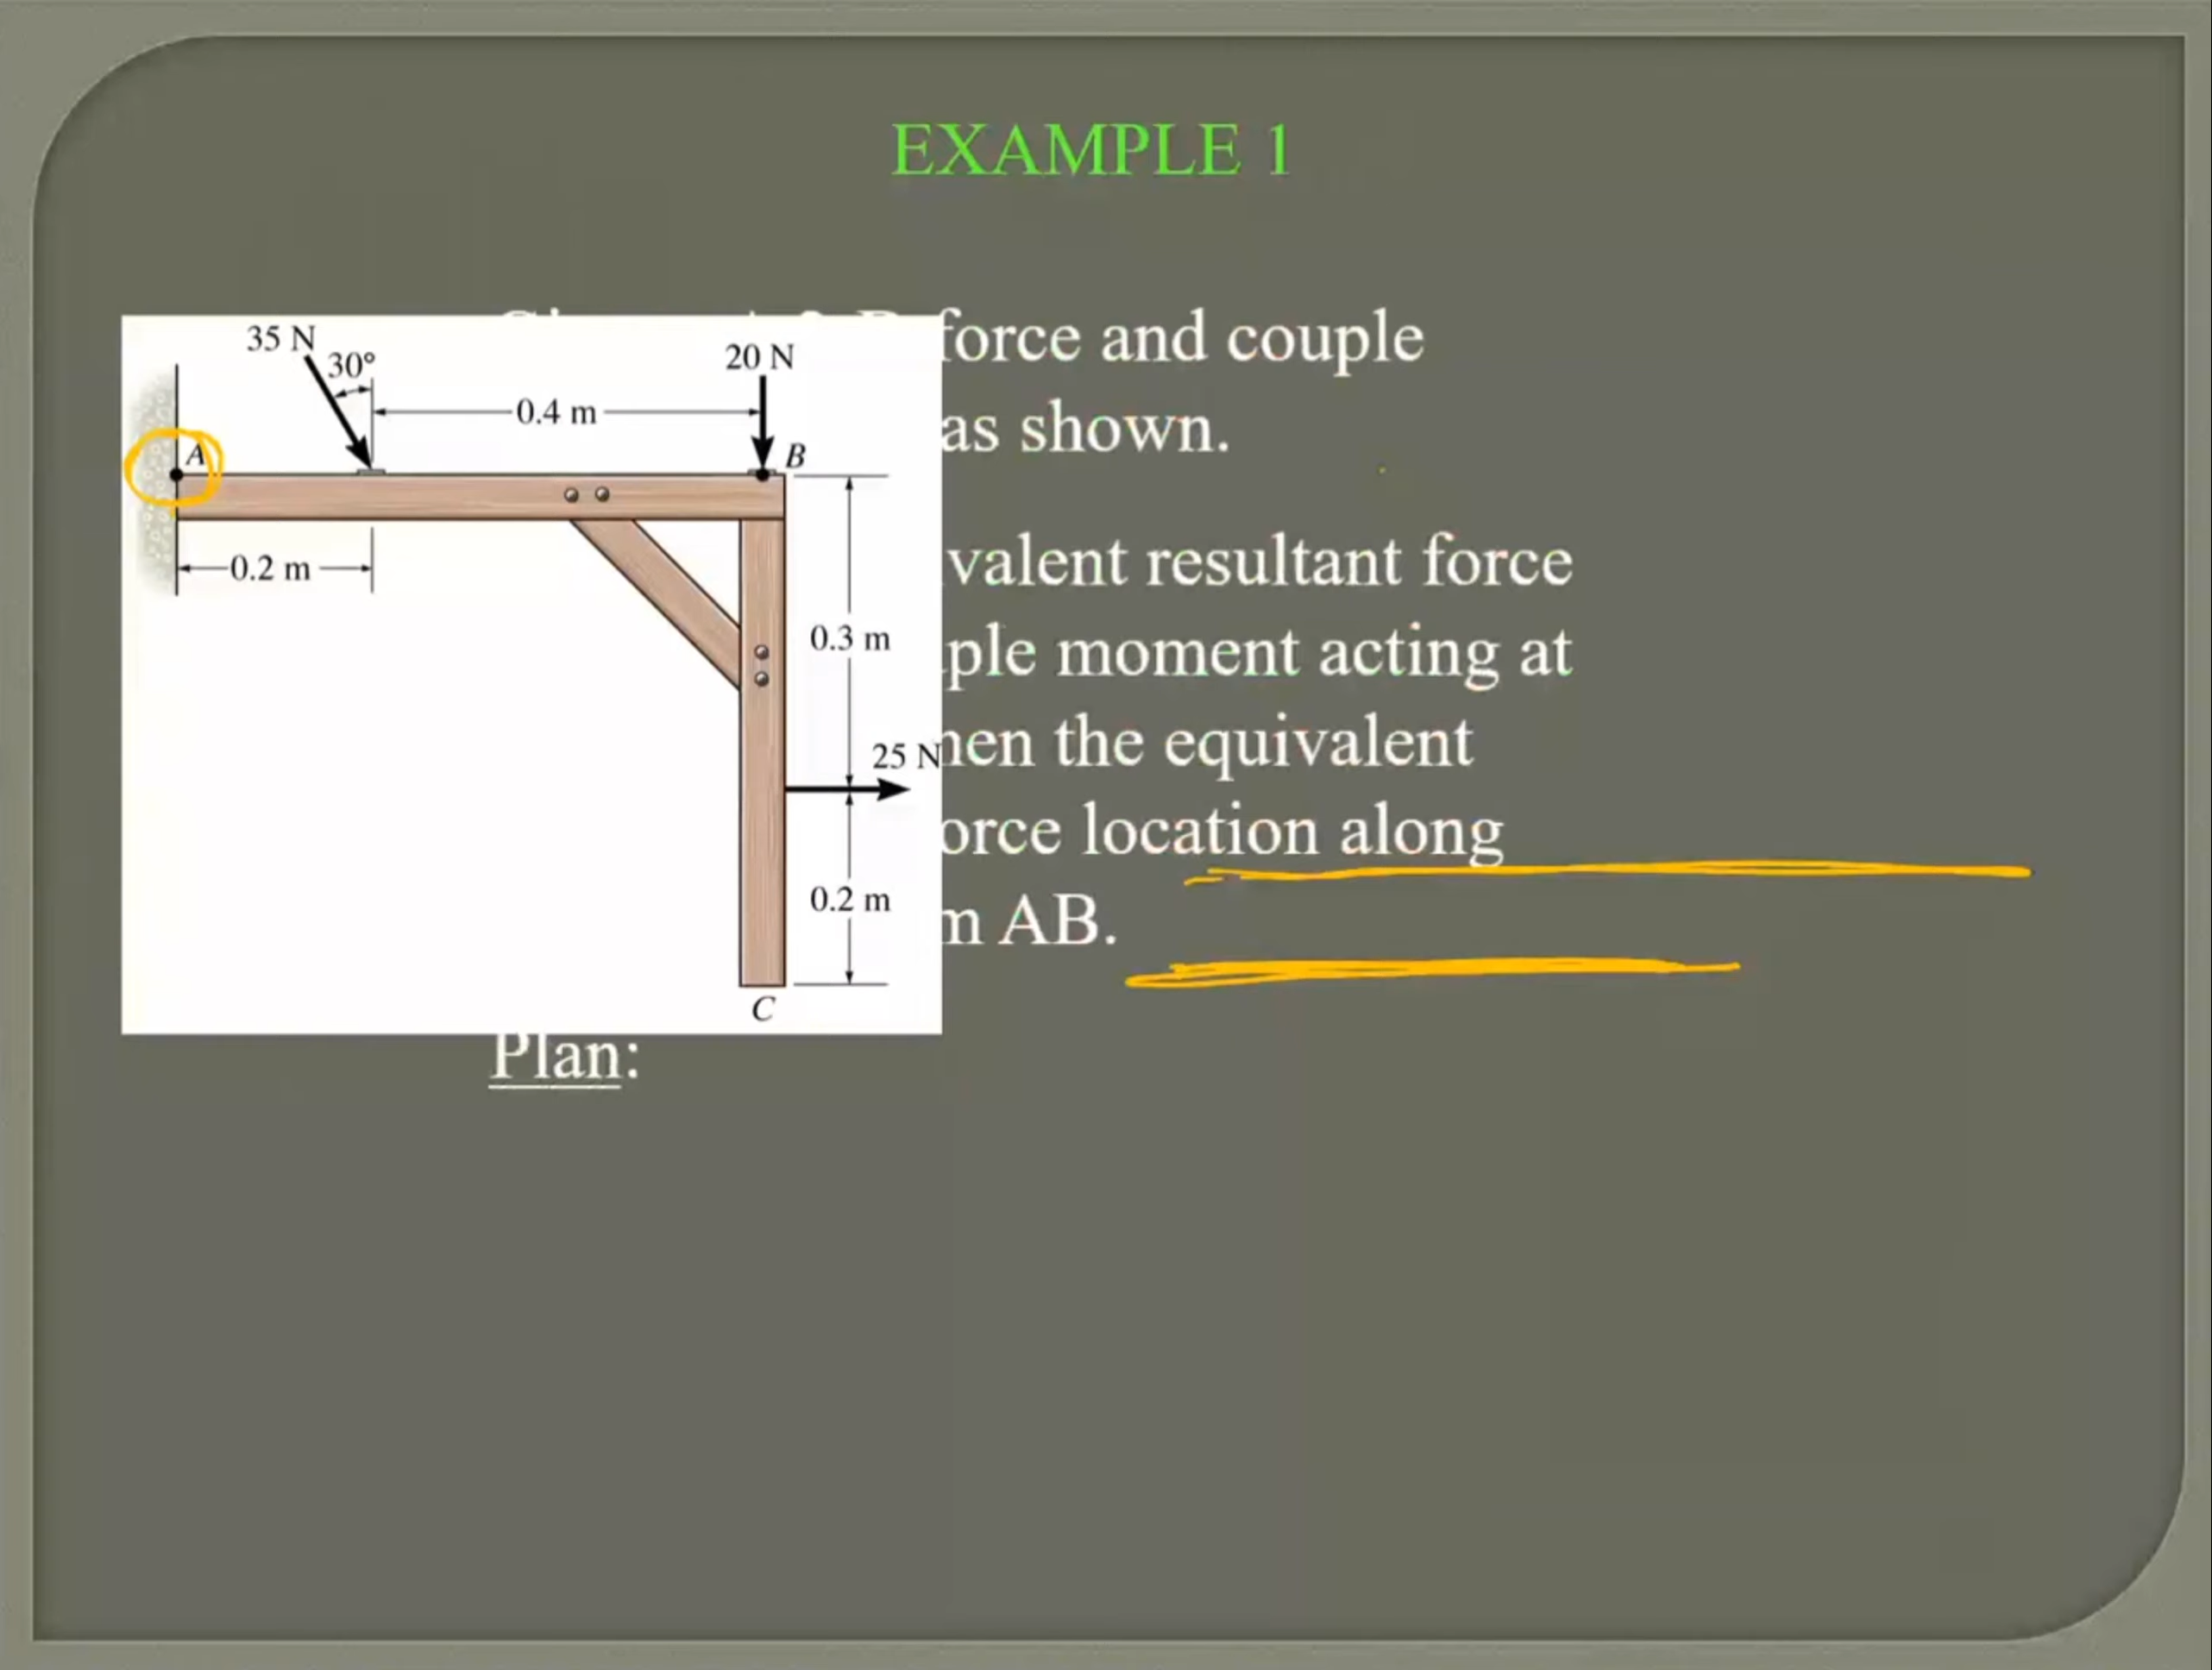 EXAMPLE 1
force and couple
as shown.
valent resultant force
ple moment acting at
hen the equivalent
orce location along
m AB.
Plan:
35 N
30°
20 N
0.4 m
A
B
0.2 m
0.3 m
25 N
0.2 m
C